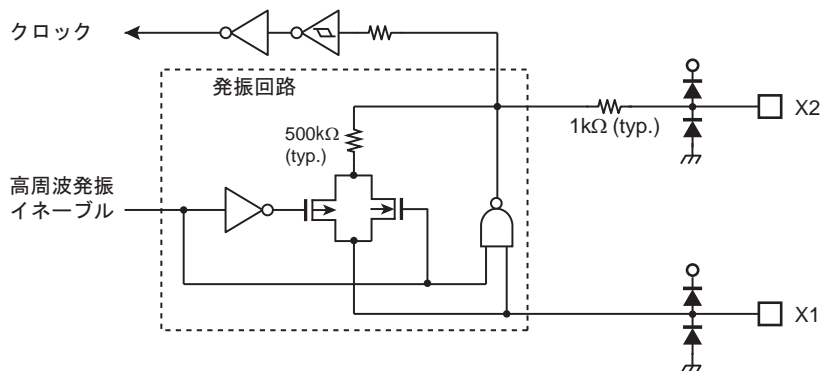 クロック
発振回路
500kΩ
(typ.)
1kΩ (typ.)
X2
高周波発振
イネーブル
X1